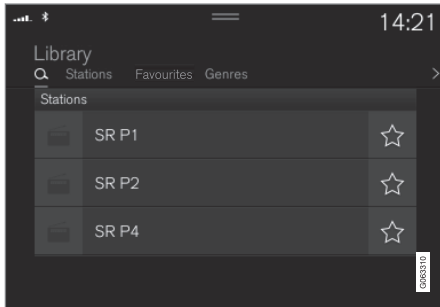 14:21
Library
Stations Favourites Genres
Stations
SR P1
SR P2
SR P4
G063310